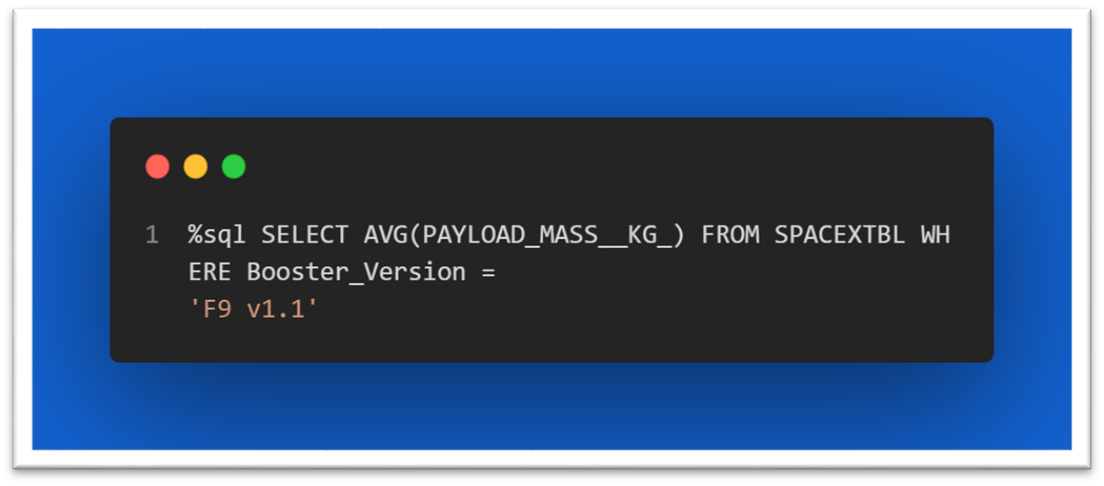 1 %sql SELECT AVG(PAYLOAD_MASS__KG_) FROM SPACEXTBL WH
ERE Booster_Version =
'F9 v1.1'